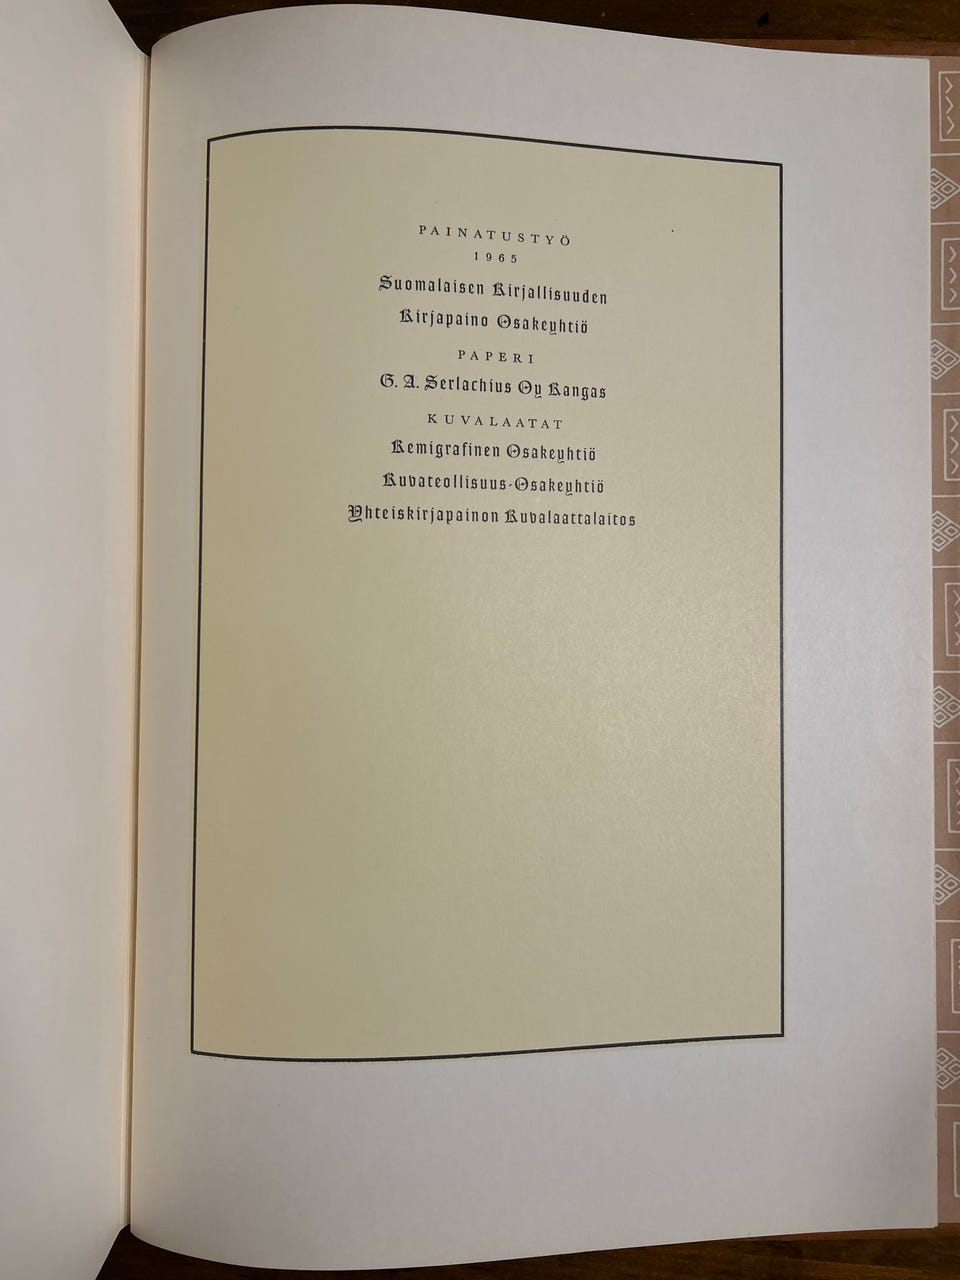 PAINATUSTYÖ
1965
Suomalaisen Kirjallisuuden
Kirjapaino Osakeyhtiö
PAPERI
G. A. Serlachius Oy Kangas
KUVALAATAT
Kemigrafinen Osakeyhtiö
Kuvateollisuus-Osakeyhtiö
Yhteiskirjapainon Kuvalaattalaitos